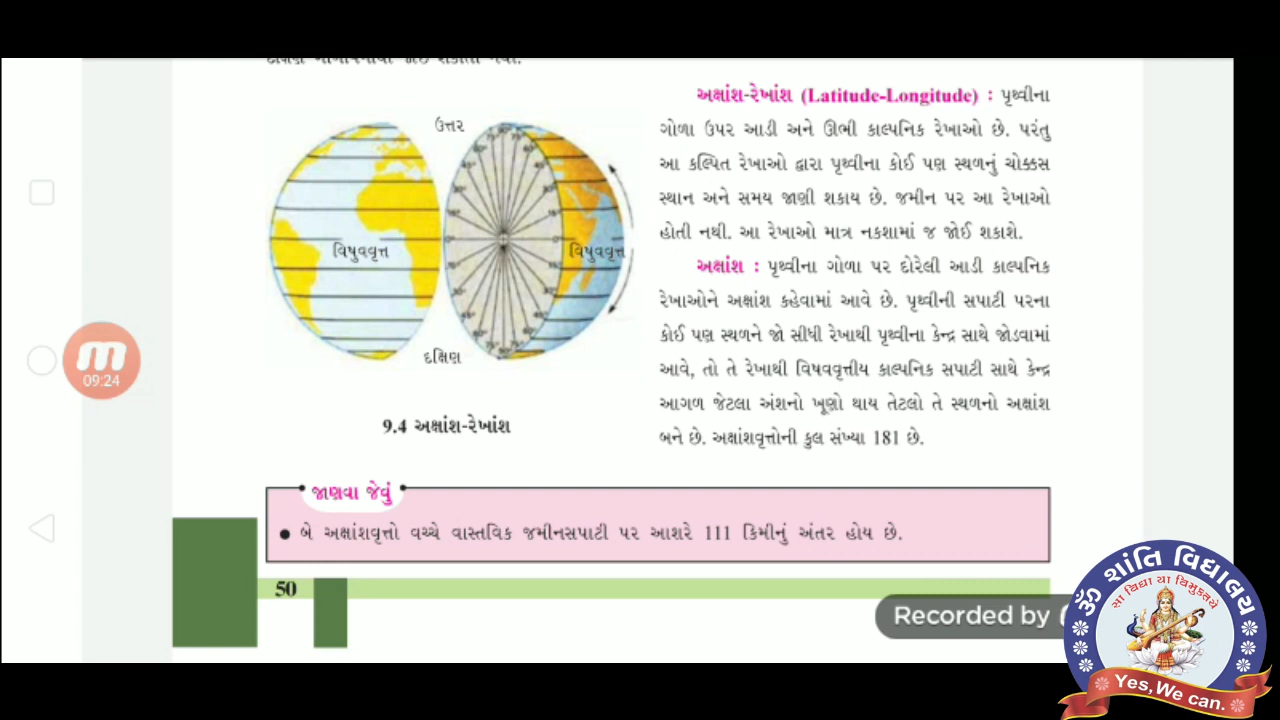 અક્ષાંશ-રેખાંશ (Latitude-Longitude) : પૃથ્વીના
ગોળા ઉપર આડી અને ઊભી કાલ્પનિક રેખાઓ છે. પરંતુ
આ કલ્પિત રેખાઓ દ્વારા પૃથ્વીના કોઈ પણ સ્થળનું ચોક્કસ
સ્થાન અને સમય જાણી શકાય છે. જમીન પર આ રેખાઓ
હોતી નથી. આ રેખાઓ માત્ર નકશામાં જ જોઈ શકાશે.
અક્ષાંશ : પૃથ્વીના ગોળા પર દોરેલી આડી કાલ્પનિક
રેખાઓને અક્ષાંશ કહેવામાં આવે છે. પૃથ્વીની સપાટી પરના
કોઈ પણ સ્થળને જો સીધી રેખાથી પૃથ્વીના કેન્દ્ર સાથે જોડવામાં
આવે, તો તે રેખાથી વિષવવૃત્તીય કાલ્પનિક સપાટી સાથે કેન્દ્ર
આગળ જેટલા અંશનો ખૂણો થાય તેટલો તે સ્થળનો અક્ષાંશ
બને છે. અક્ષાંશવૃત્તોની કુલ સંખ્યા 181 છે.
ઉત્તર
વિષુવવૃત્ત
વિષુવવૃત્ત
દક્ષિણ
9.4 અક્ષાંશ-રેખાંશ
જાણવા જેવું
● બે અક્ષાંશવૃત્તો વચ્ચે વાસ્તવિક જમીનસપાટી પર આશરે 111 કિમીનું અંતર હોય છે.
50
09:24
Recorded by
ૐ શાંતિ વિદ્યાલય
સા વિદ્યા યા વિમુક્તયે
Yes, We can.